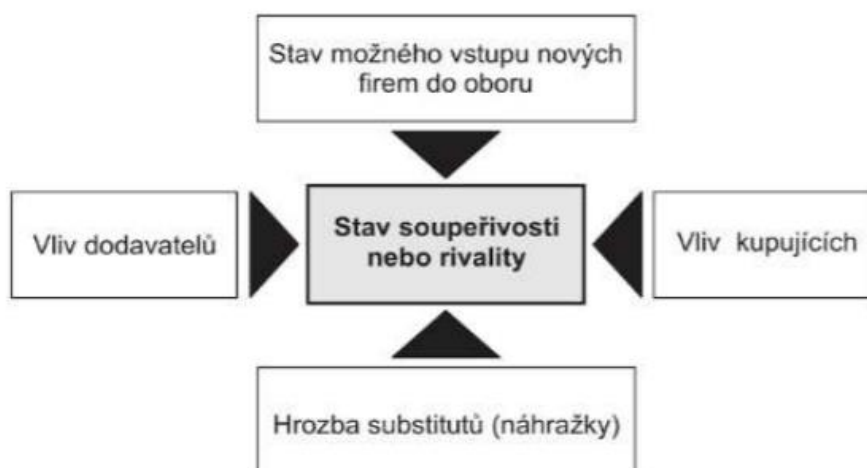 Stav možného vstupu nových
firem do oboru
Vliv dodavatelů
Stav soupeřivosti
nebo rivality
Vliv kupujících
Hrozba substitutů (náhražky)